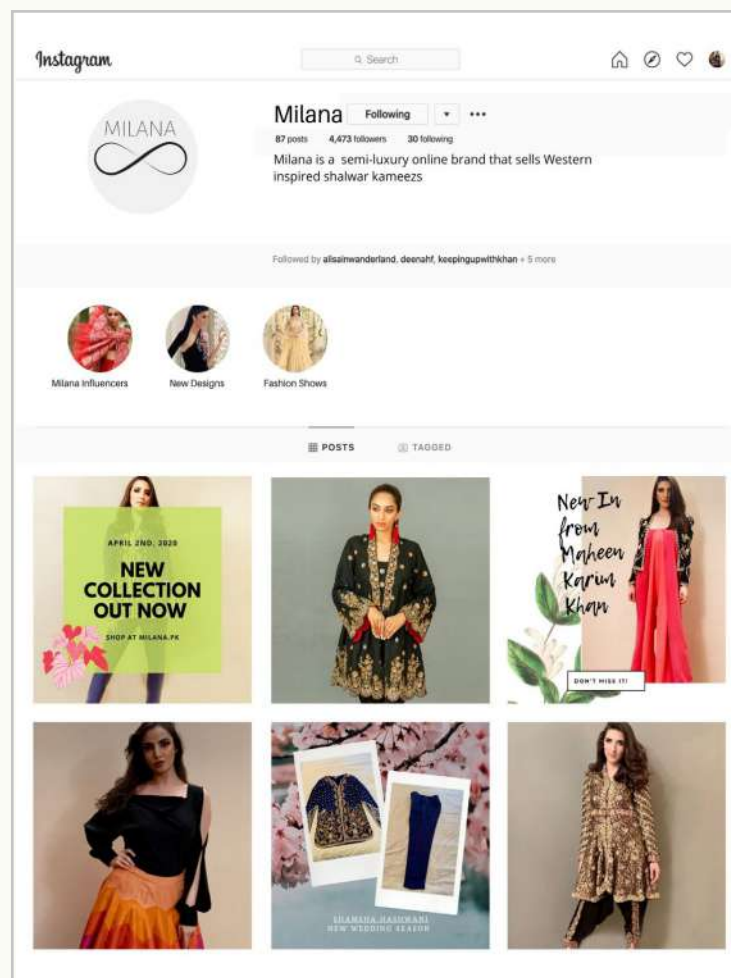 Instagram
Search
MILANA
Milana Following
87 posts 4,473 followers 30 following
Milana is a semi-luxury online brand that sells Western
inspired shalwar kameezs
Followed by alisainwanderland, deenahf, keepingupwithkhan + 5 more
Milana Influencers New Designs Fashion Shows
POSTS TAGGED
APRIL 2ND, 2020
NEW
COLLECTION
OUT NOW
SHOP AT MILANA.PK
New-In
from
Maheen
Karim
Khan
DON'T MISS IT!
SHAMSHA HASHWANI
NEW WEDDING SEASON